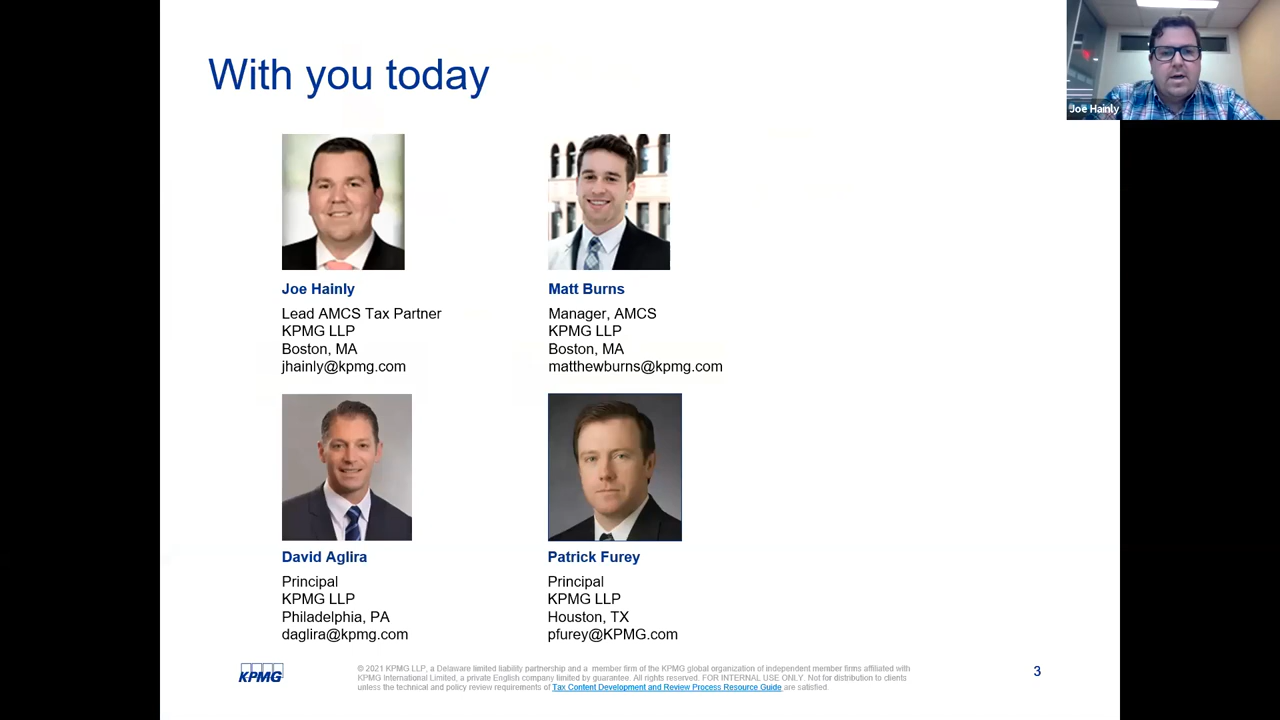 With you today
Joe Hainly
Joe Hainly
Lead AMCS Tax Partner
KPMG LLP
Boston, MA
jhainly@kpmg.com
Matt Burns
Manager, AMCS
KPMG LLP
Boston, MA
matthewburns@kpmg.com
David Aglira
Principal
KPMG LLP
Philadelphia, PA
daglira@kpmg.com
Patrick Furey
Principal
KPMG LLP
Houston, TX
pfurey@KPMG.com
KPMG
© 2021 KPMG LLP, a Delaware limited liability partnership and a member firm of the KPMG global organization of independent member firms affiliated with
KPMG International Limited, a private English company limited by guarantee. All rights reserved. FOR INTERNAL USE ONLY. Not for distribution to clients
unless the technical and policy review requirements of Tax Content Development and Review Process Resource Guide are satisfied.
3